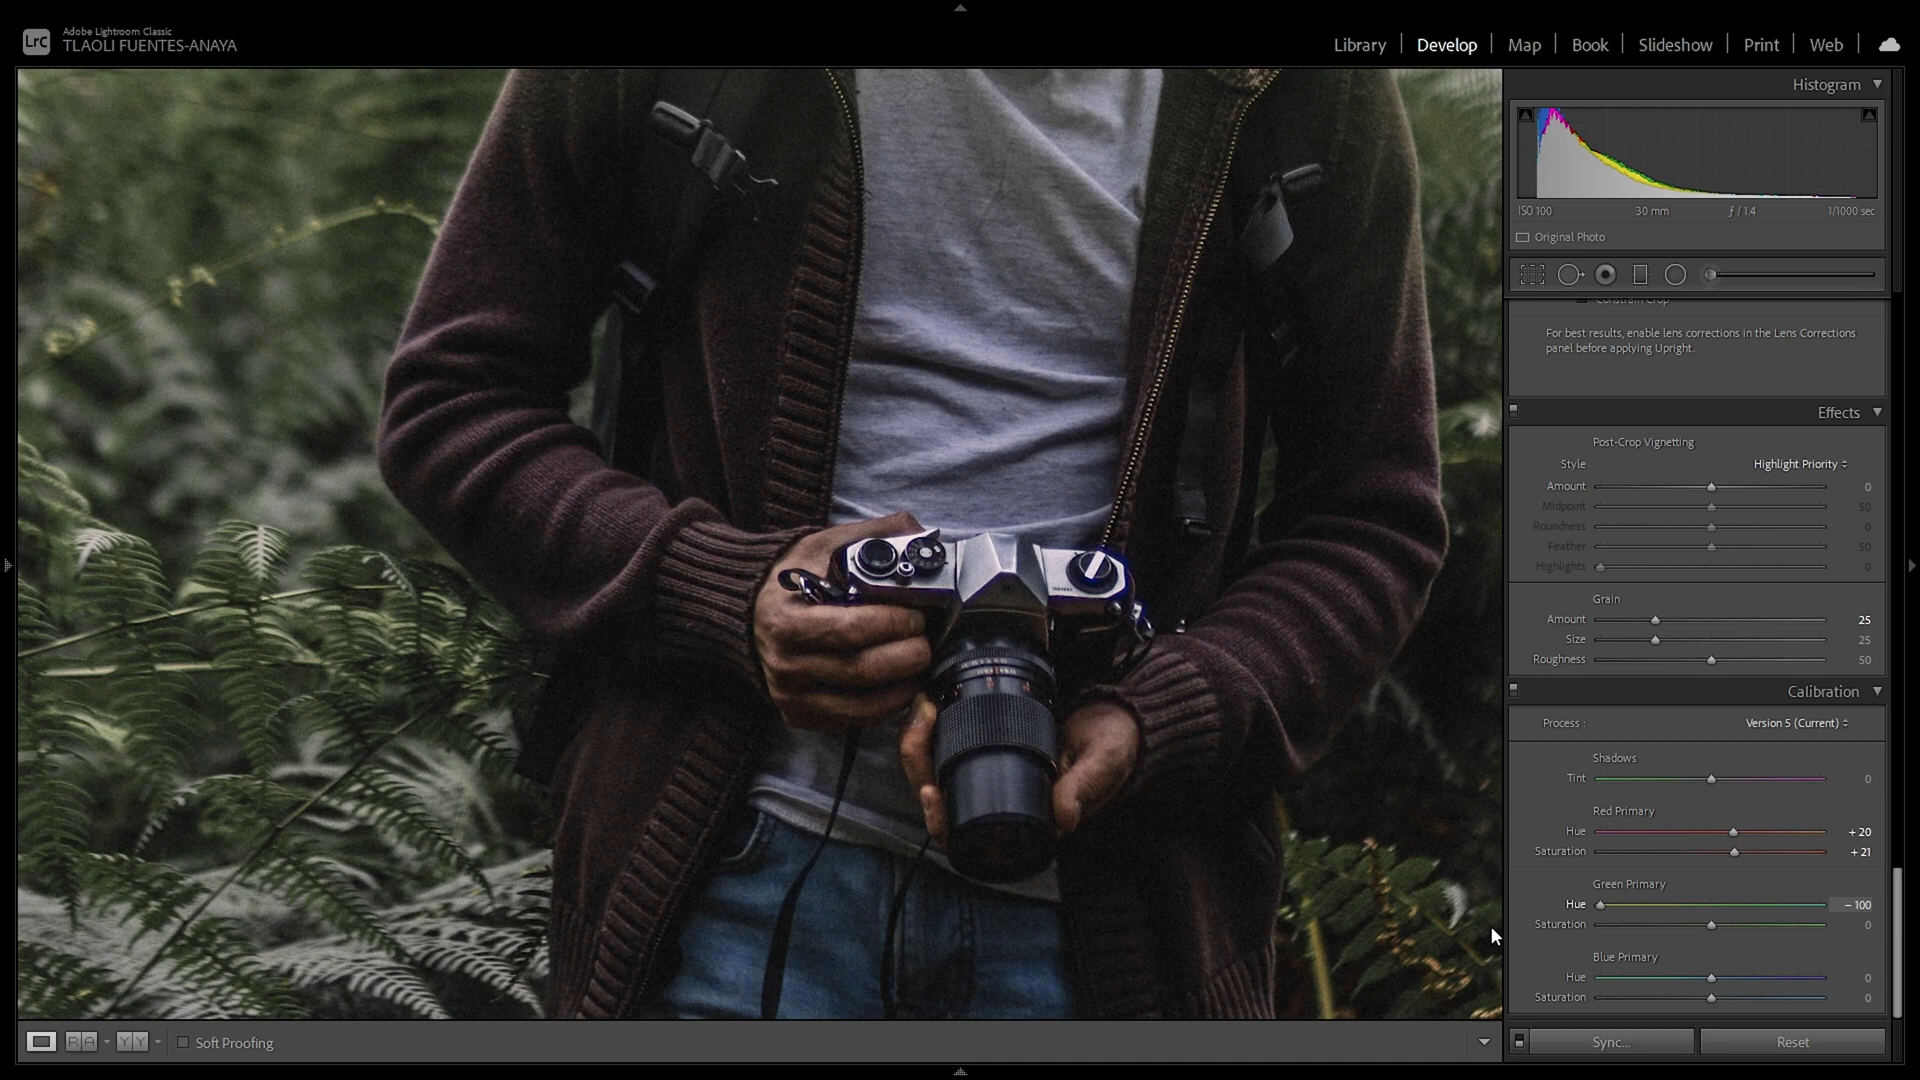 LrC
Adobe Lightroom Classic
TLAOLI FUENTES-ANAYA
Library
Develop
Map
Book
Slideshow
Print
Web
Histogram
ISO 100
30 mm
ƒ / 1.4
1/1000 sec
Original Photo
Constrain Crop
For best results, enable lens corrections in the Lens Corrections
panel before applying Upright.
Effects
Post-Crop Vignetting
Style Highlight Priority
Amount 0
Midpoint 50
Roundness 0
Feather 50
Highlights 0
Grain
Amount 25
Size 25
Roughness 50
Calibration
Process : Version 5 (Current)
Shadows
Tint 0
Red Primary
Hue + 20
Saturation + 21
Green Primary
Hue – 100
Saturation 0
Blue Primary
Hue 0
Saturation 0
R A
Y Y
Soft Proofing
Sync...
Reset